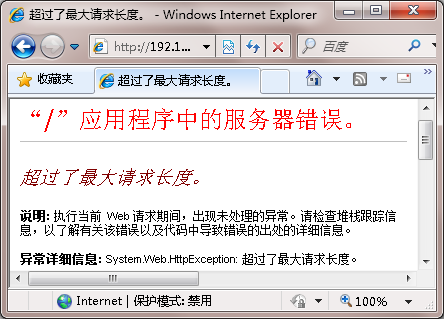 超过了最大请求长度。 - Windows Internet Explorer
http://192.1...
百度
收藏夹
超过了最大请求长度。
“/”应用程序中的服务器错误。
超过了最大请求长度。
说明: 执行当前 Web 请求期间，出现未处理的异常。请检查堆栈跟踪信
息，以了解有关该错误以及代码中导致错误的出处的详细信息。
异常详细信息: System.Web.HttpException: 超过了最大请求长度。
Internet | 保护模式: 禁用
100%